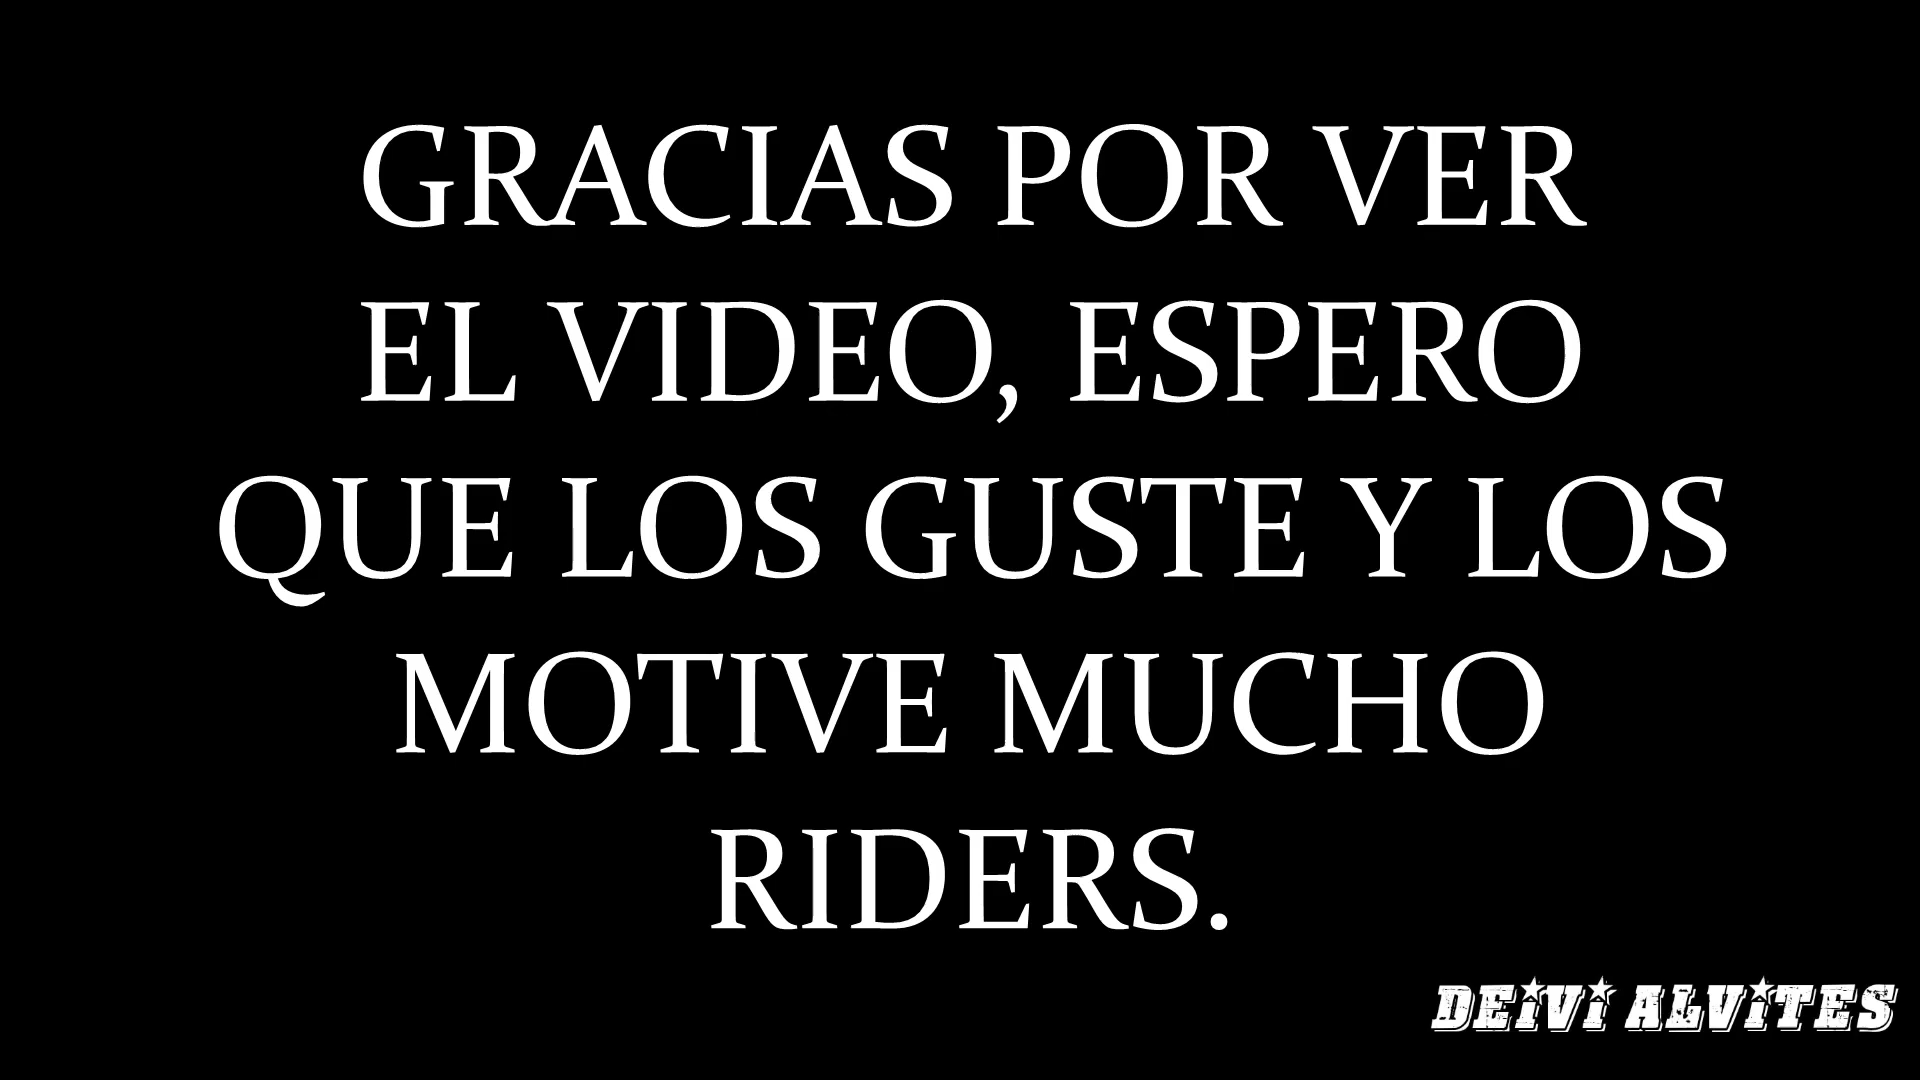 GRACIAS POR VER
EL VIDEO, ESPERO
QUE LOS GUSTE Y LOS
MOTIVE MUCHO
RIDERS.
DEIVI ALVITES